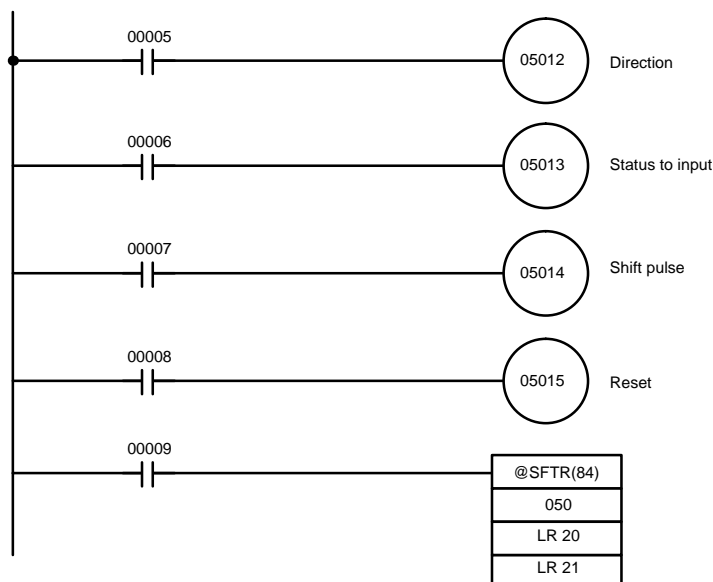 00005
05012 Direction
00006
05013 Status to input
00007
05014 Shift pulse
00008
05015 Reset
00009
@SFTR(84)
050
LR 20
LR 21